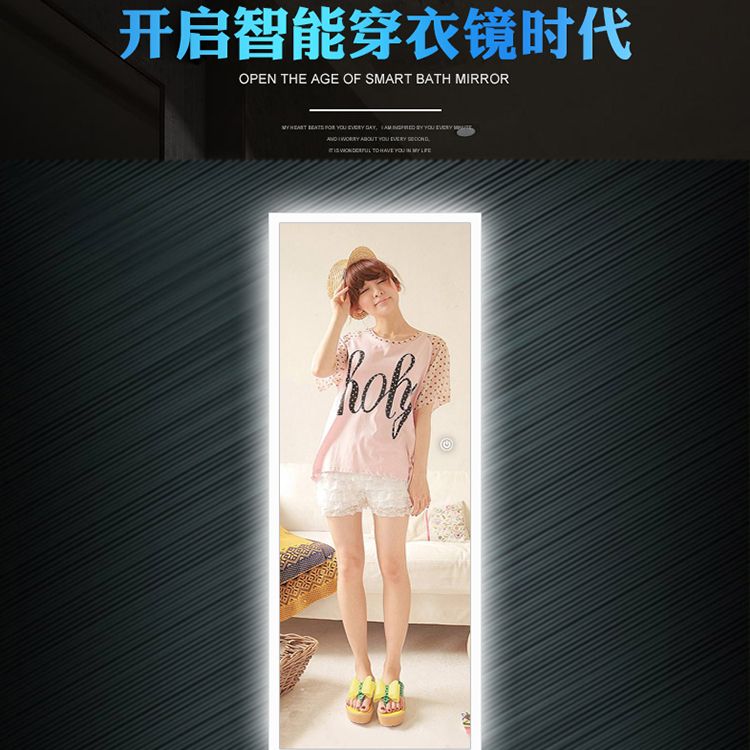 开启智能穿衣镜时代
OPEN THE AGE OF SMART BATH MIRROR
MY HEART BEATS FOR YOU EVERY DAY, I AM INSPIRED BY YOU EVERY MINUTE,
AND I WORRY ABOUT YOU EVERY SECOND,
IT IS WONDERFUL TO HAVE YOU IN MY LIFE
hoh